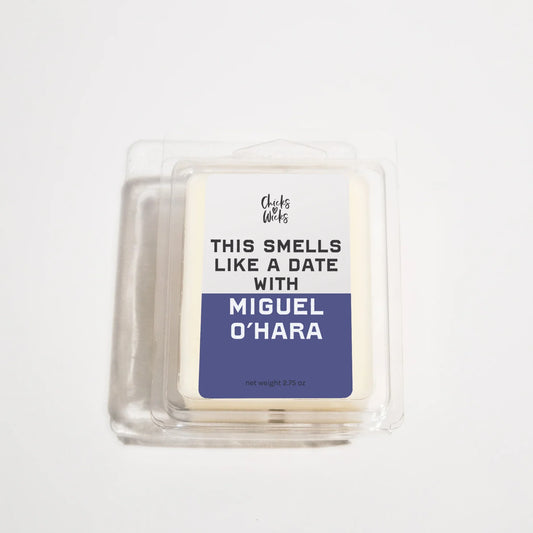 Chicks
Wicks
THIS SMELLS
LIKE A DATE
WITH
MIGUEL
O'HARA
net weight 2.75 oz